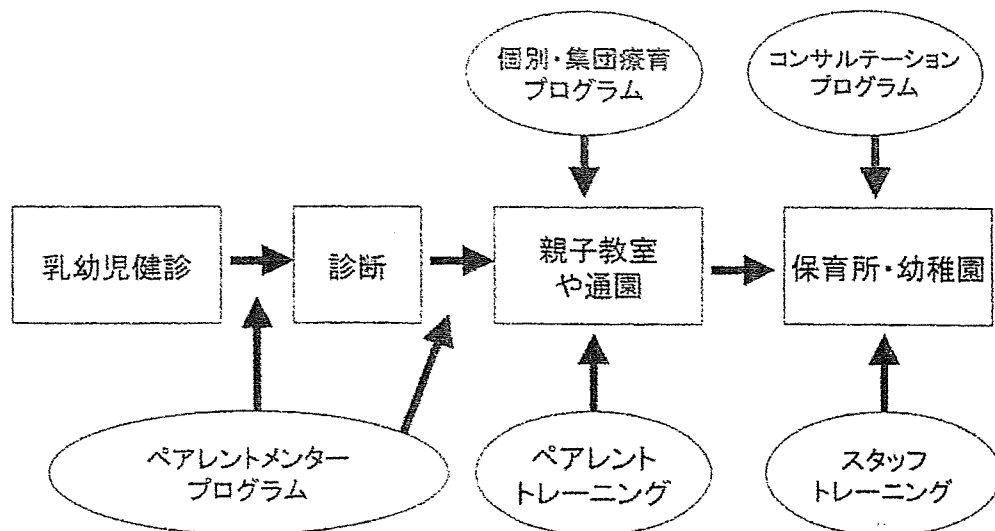 個別・集団療育
プログラム
コンサルテーション
プログラム
乳幼児健診
診断
親子教室
や通園
保育所・幼稚園
ペアレントメンター
プログラム
ペアレント
トレーニング
スタッフ
トレーニング